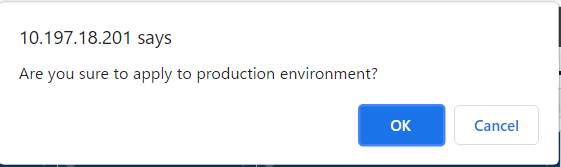 10.197.18.201 says
Are you sure to apply to production environment?
OK
Cancel